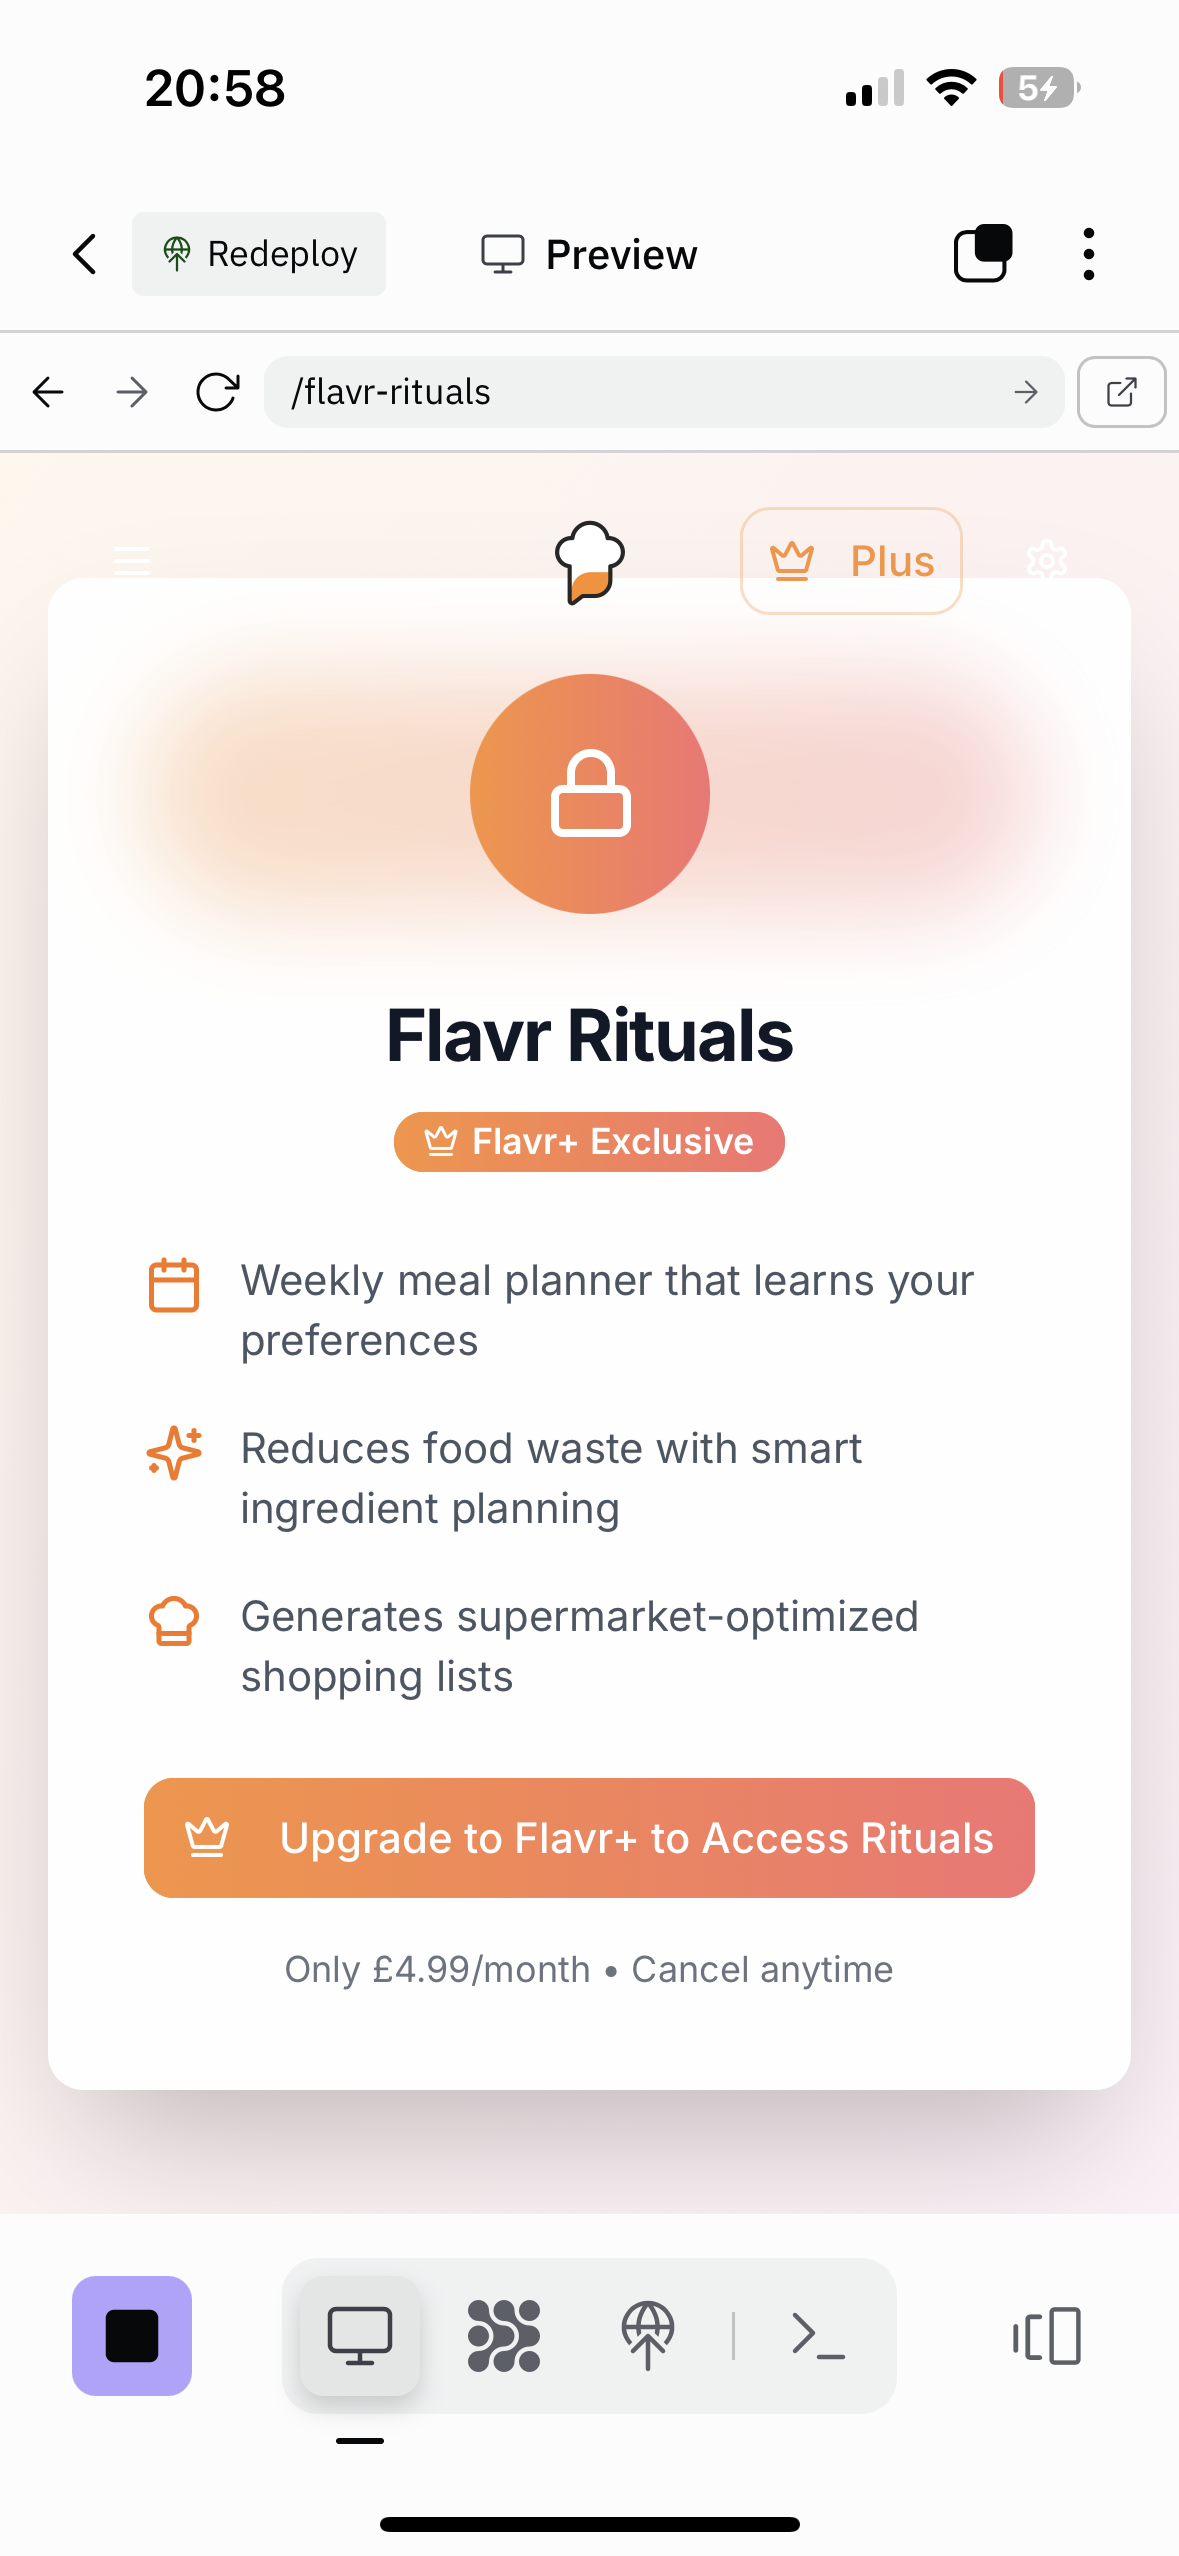 20:58
5
Redeploy
Preview
/flavr-rituals
Plus
Flavr Rituals
Flavr+ Exclusive
Weekly meal planner that learns your
preferences
Reduces food waste with smart
ingredient planning
Generates supermarket-optimized
shopping lists
Upgrade to Flavr+ to Access Rituals
Only £4.99/month • Cancel anytime